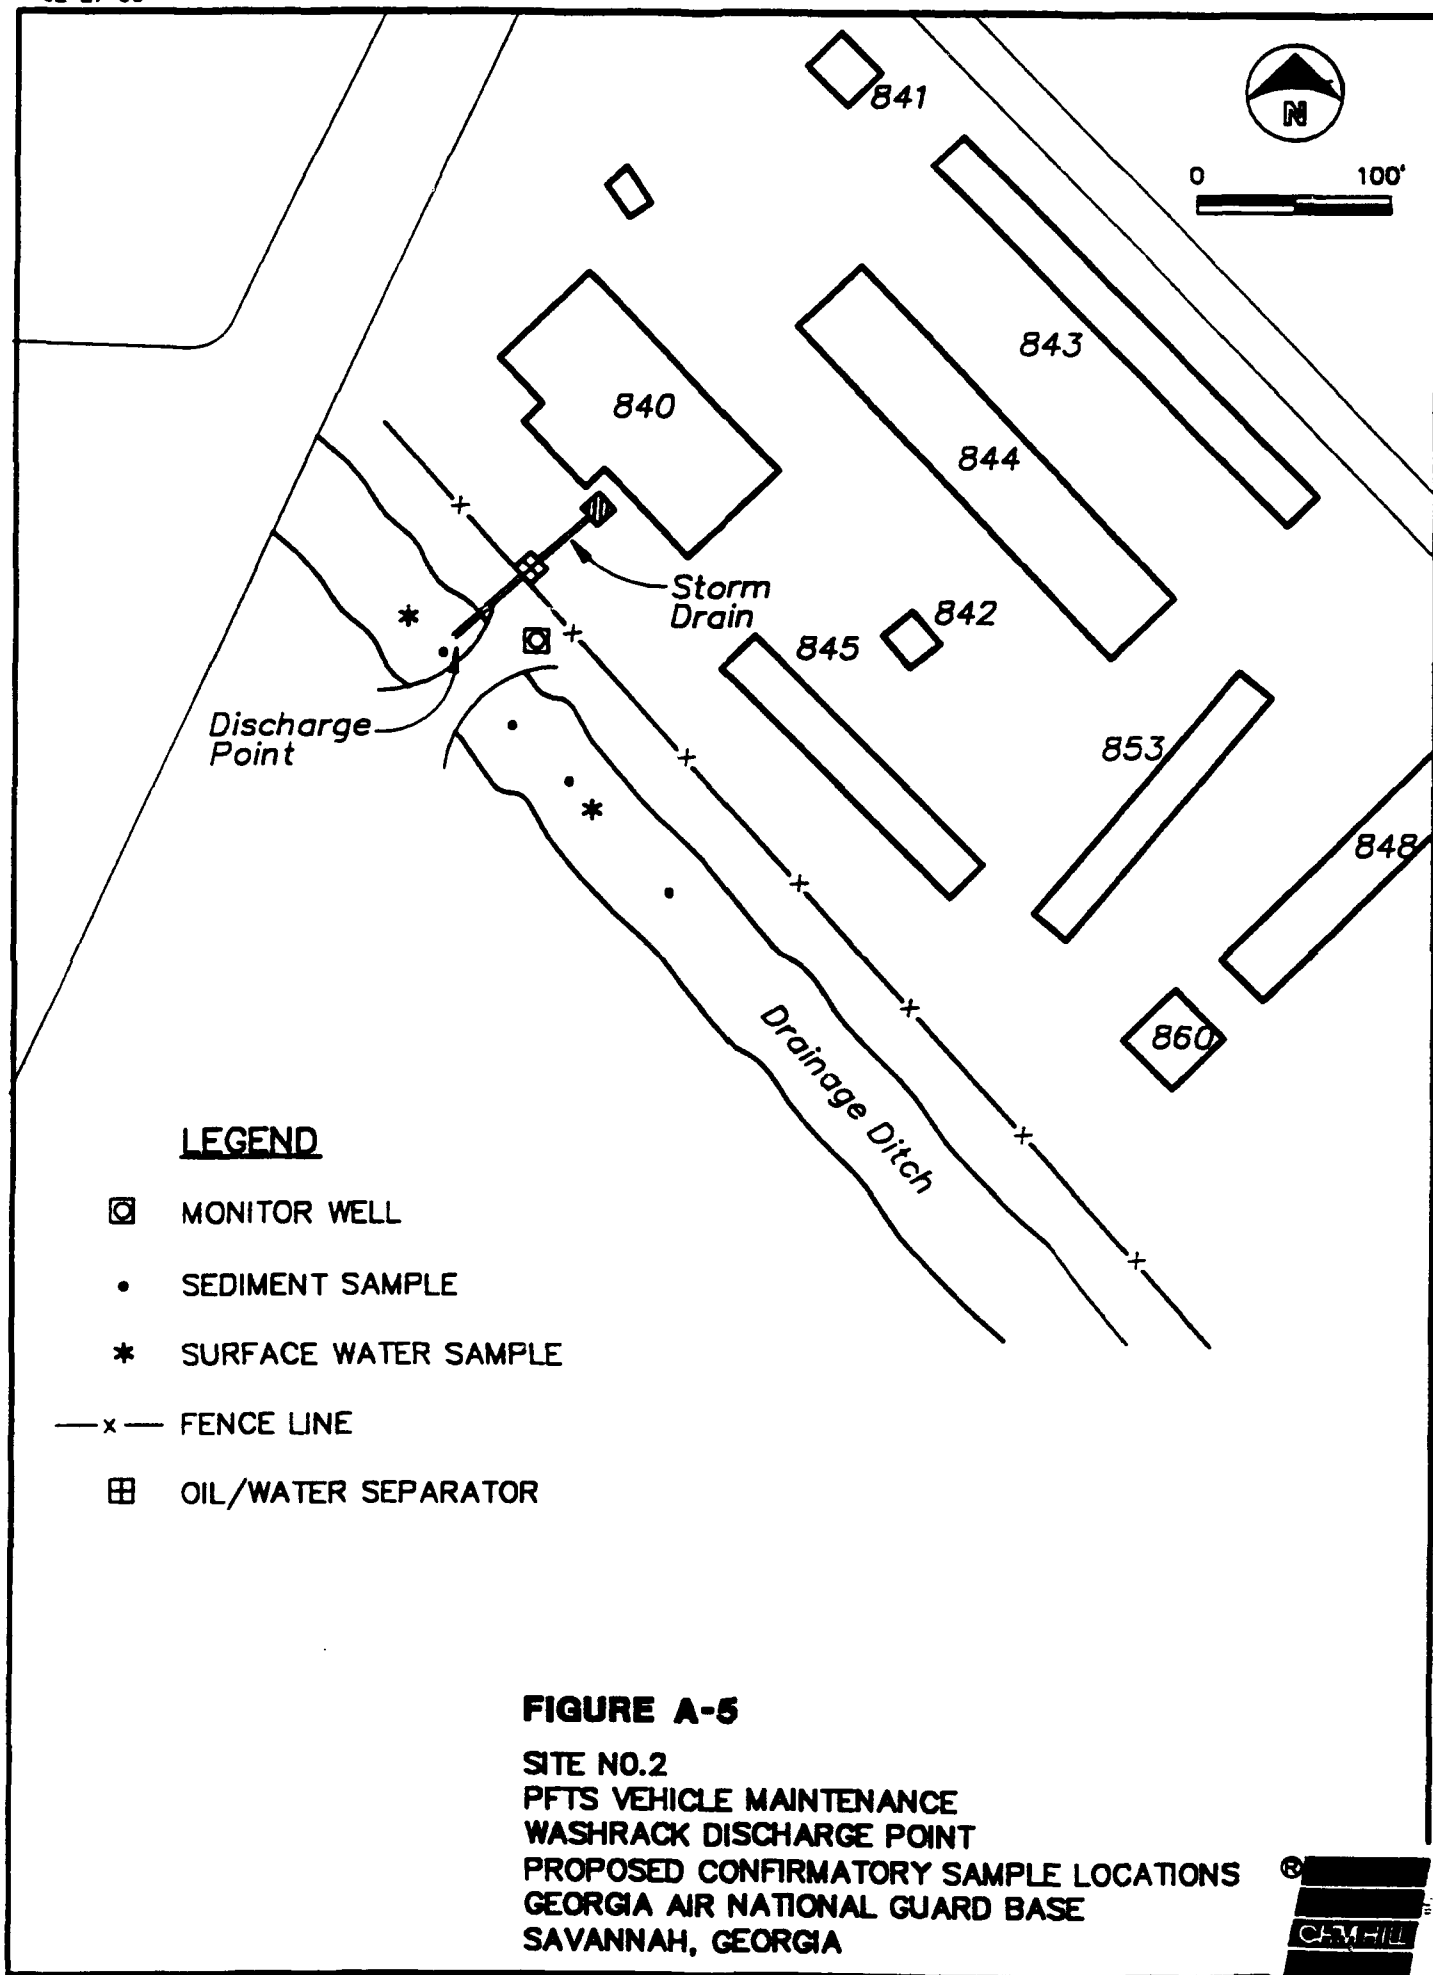 841
N
0 100'
843
840
844
Storm
Drain
842
845
Discharge
Point
853
848
860
Drainage Ditch
LEGEND
MONITOR WELL
SEDIMENT SAMPLE
SURFACE WATER SAMPLE
x FENCE LINE
OIL/WATER SEPARATOR
FIGURE A-5
SITE NO.2
PFTS VEHICLE MAINTENANCE
WASHRACK DISCHARGE POINT
PROPOSED CONFIRMATORY SAMPLE LOCATIONS
GEORGIA AIR NATIONAL GUARD BASE
SAVANNAH, GEORGIA
®
CH2M HILL